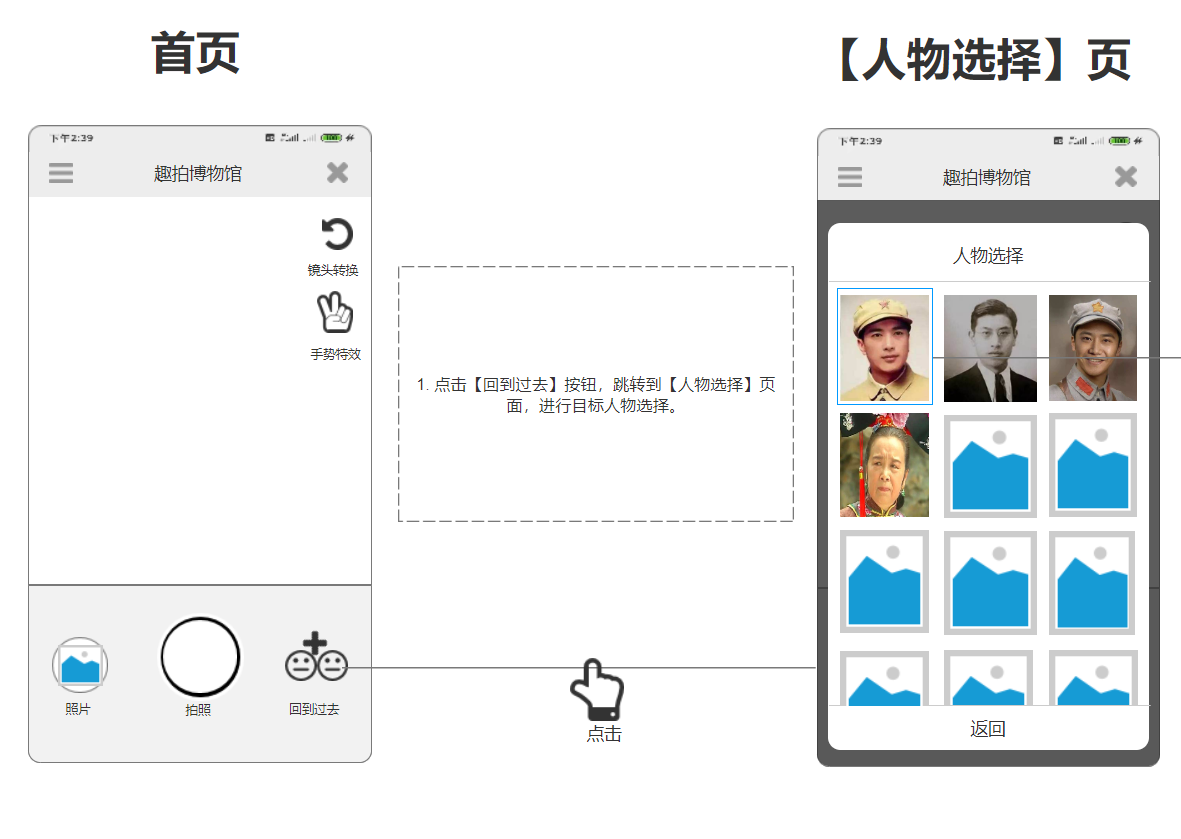 首页
【人物选择】页
下午2:39
趣拍博物馆
镜头转换
手势特效
照片
拍照
回到过去
1. 点击【回到过去】按钮，跳转到【人物选择】页
面，进行目标人物选择。
点击
下午2:39
趣拍博物馆
人物选择
返回